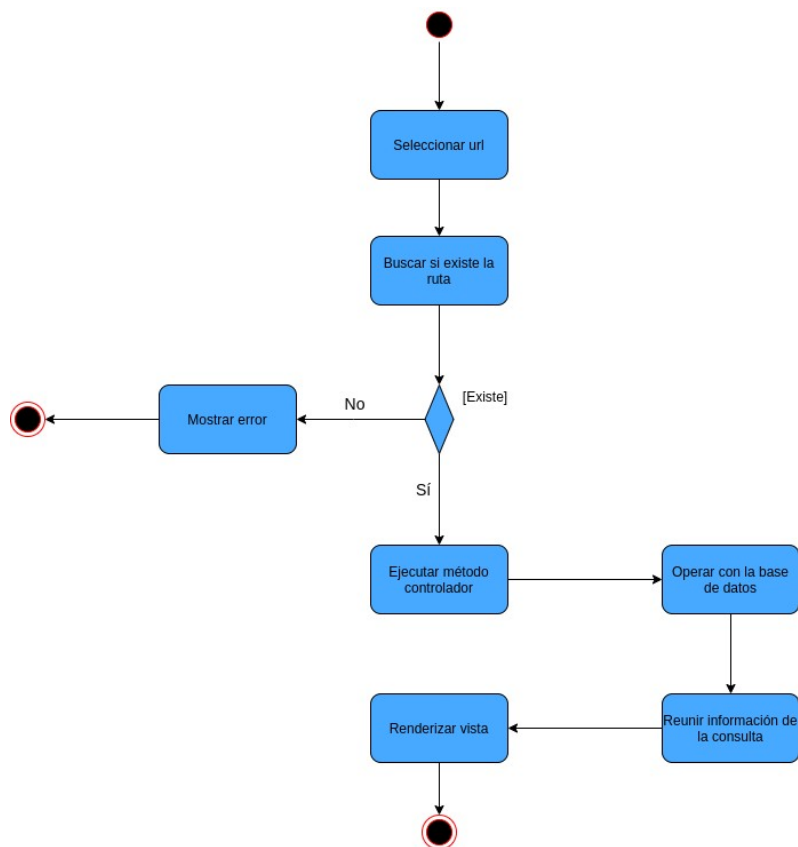 Seleccionar url
Buscar si existe la
ruta
[Existe]
No
Mostrar error
Sí
Ejecutar método
controlador
Operar con la base
de datos
Reunir información de
la consulta
Renderizar vista